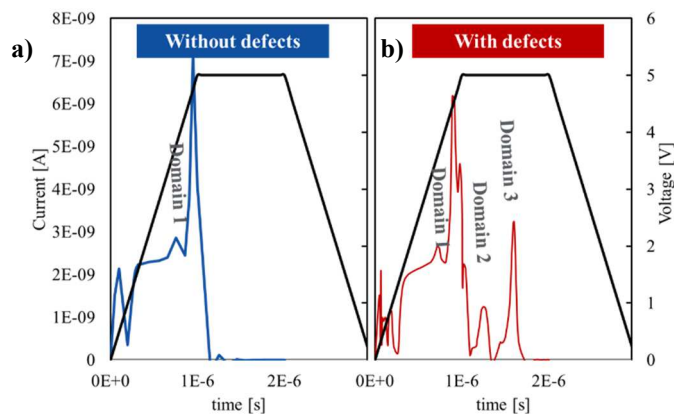 a)
Without defects
8E-09
7E-09
6E-09
5E-09
4E-09
3E-09
2E-09
1E-09
0
Current [A]
Domain 1
0E+0
1E-6
2E-6
time [s]
b)
With defects
Domain 1
Domain 2
Domain 3
0E+0
1E-6
2E-6
time [s]
6
5
4
3
2
1
0
Voltage [V]